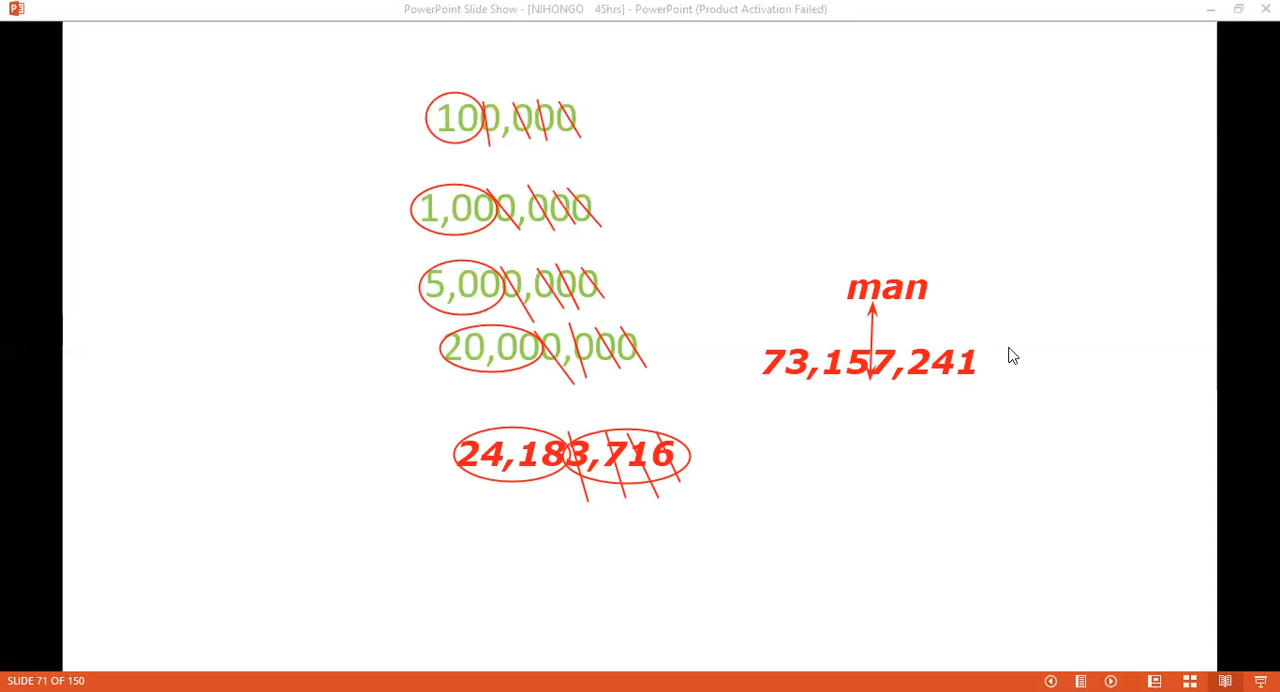 PowerPoint Slide Show - [NIHONGO 45hrs] - PowerPoint (Product Activation Failed)
100,000
1,000,000
5,000,000
20,000,000
man
73,157,241
24,183,716
SLIDE 71 OF 150